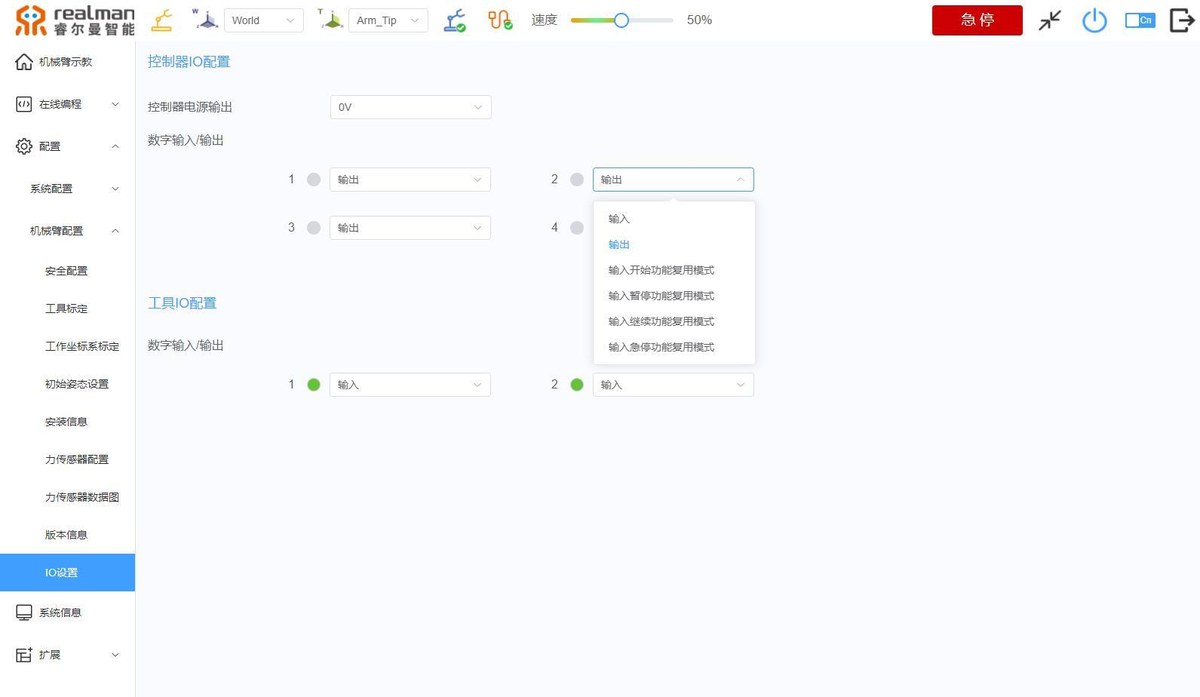 realman
睿尔曼智能
W
World
T
Arm_Tip
速度
50%
急停
Cn
机械臂示教
在线编程
配置
系统配置
机械臂配置
安全配置
工具标定
工作坐标系标定
初始姿态设置
安装信息
力传感器配置
力传感器数据图
版本信息
IO设置
系统信息
扩展
控制器IO配置
控制器电源输出
0V
数字输入/输出
1
输出
2
输出
3
输出
4
输入
输出
输入开始功能复用模式
输入暂停功能复用模式
输入继续功能复用模式
输入急停功能复用模式
工具IO配置
数字输入/输出
1
输入
2
输入